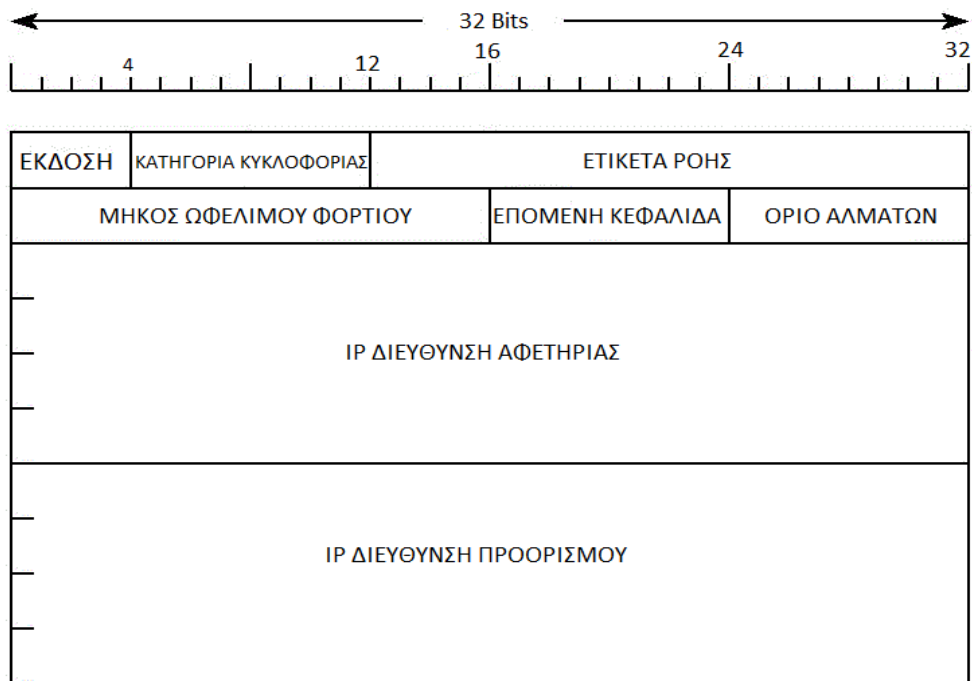 32 Bits
4 12 16 24 32
ΕΚΔΟΣΗ ΚΑΤΗΓΟΡΙΑ ΚΥΚΛΟΦΟΡΙΑΣ ΕΤΙΚΕΤΑ ΡΟΗΣ
ΜΗΚΟΣ ΩΦΕΛΙΜΟΥ ΦΟΡΤΙΟΥ ΕΠΟΜΕΝΗ ΚΕΦΑΛΙΔΑ ΟΡΙΟ ΑΛΜΑΤΩΝ
IP ΔΙΕΥΘΥΝΣΗ ΑΦΕΤΗΡΙΑΣ
IP ΔΙΕΥΘΥΝΣΗ ΠΡΟΟΡΙΣΜΟΥ